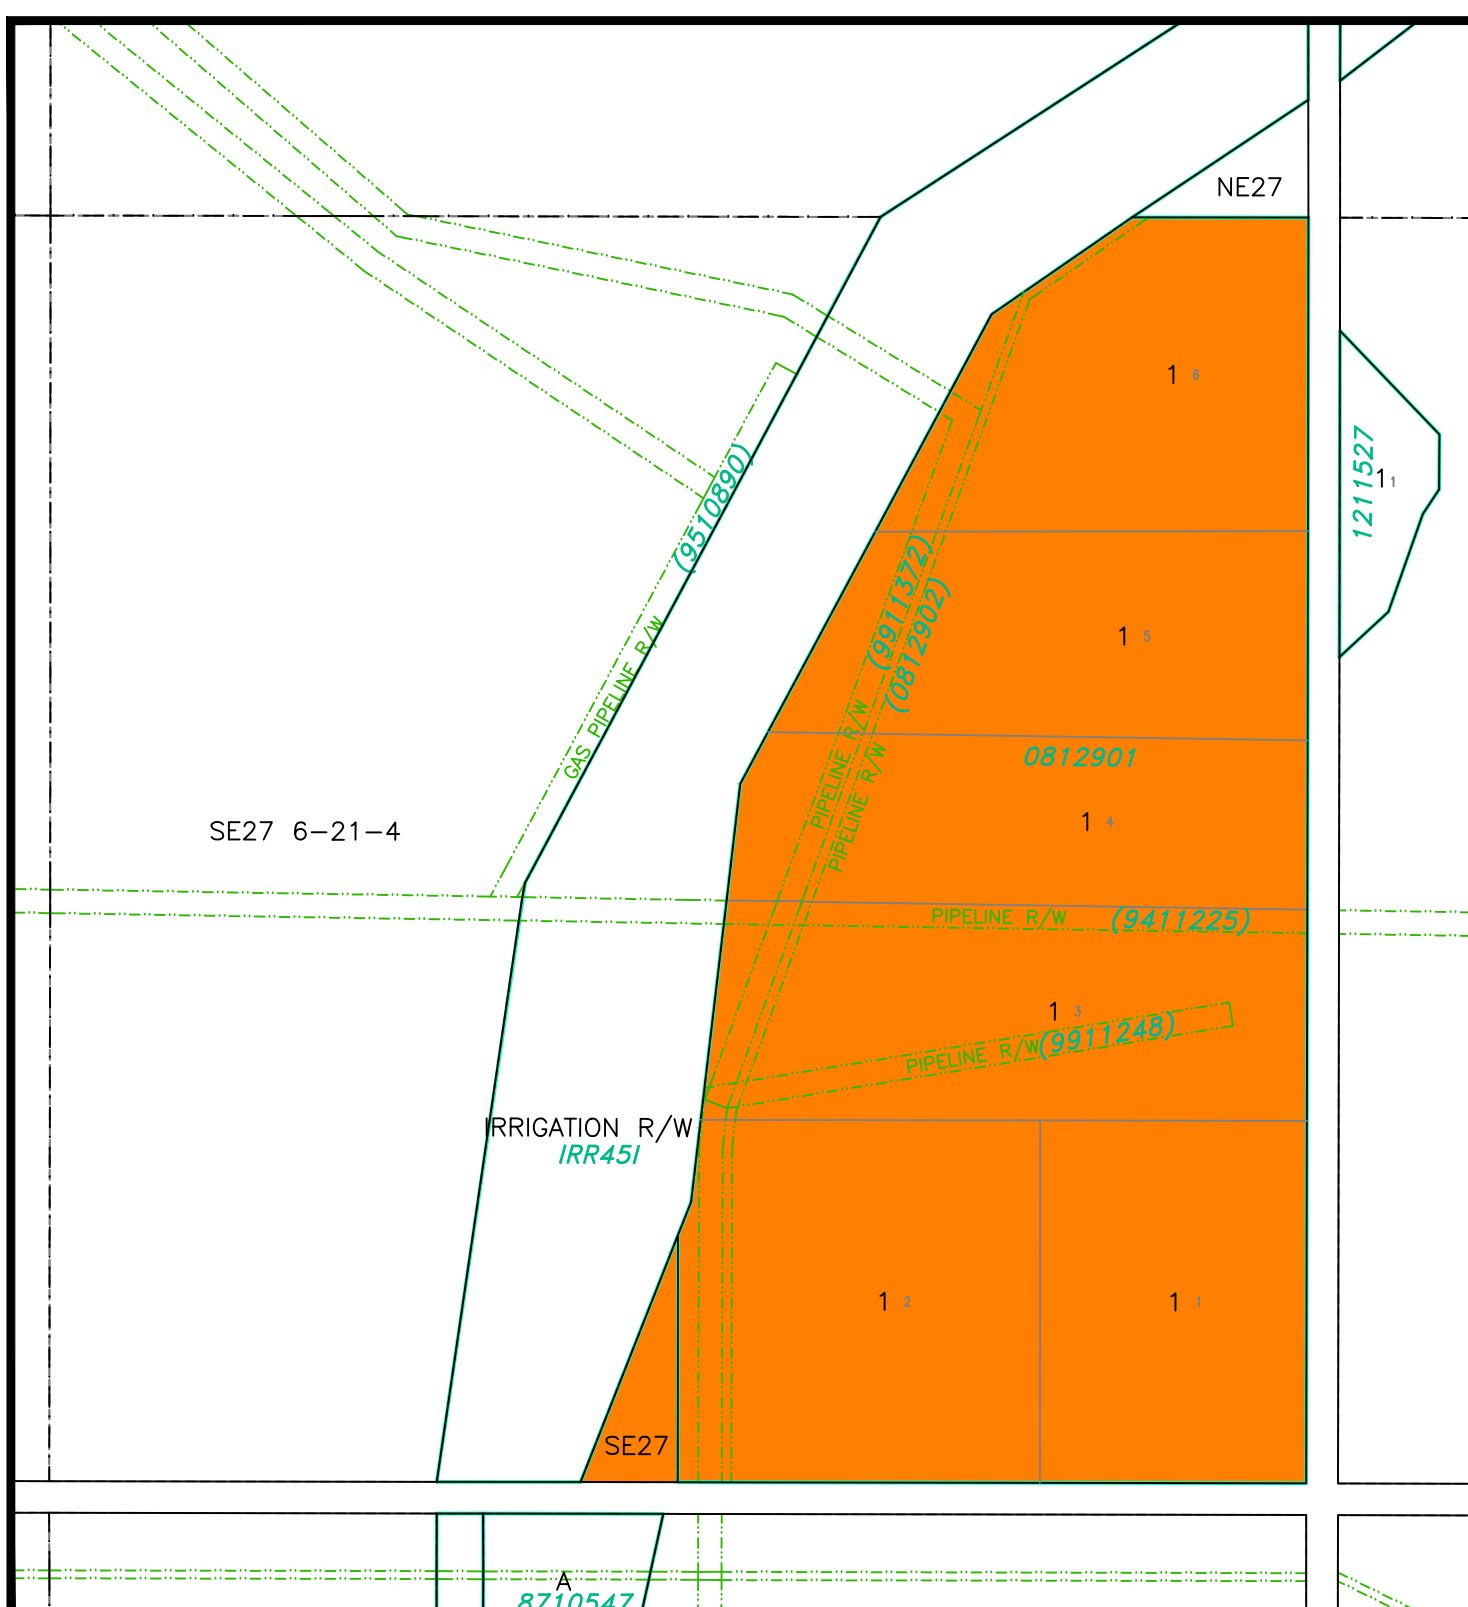 NE27
1 6
(9510890)
1211527
1 1
(9911372)
(0812902)
1 5
GAS PIPELINE R/W
PIPELINE R/W
PIPELINE R/W
0812901
SE27 6-21-4
1 4
PIPELINE R/W (9411225)
1 3
PIPELINE R/W (9911248)
IRRIGATION R/W
IRR45I
1 2
1 1
SE27
A
8710547